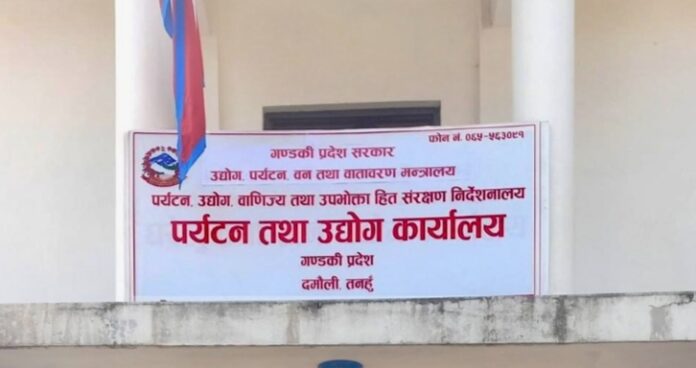 फोन नं. ०६५-५६३०९१
गण्डकी प्रदेश सरकार
उद्योग, पर्यटन, वन तथा वातावरण मन्त्रालय
पर्यटन, उद्योग, वाणिज्य तथा उपभोक्ता हित संरक्षण निर्देशनालय
पर्यटन तथा उद्योग कार्यालय
गण्डकी प्रदेश
दमौली, तनहुँ